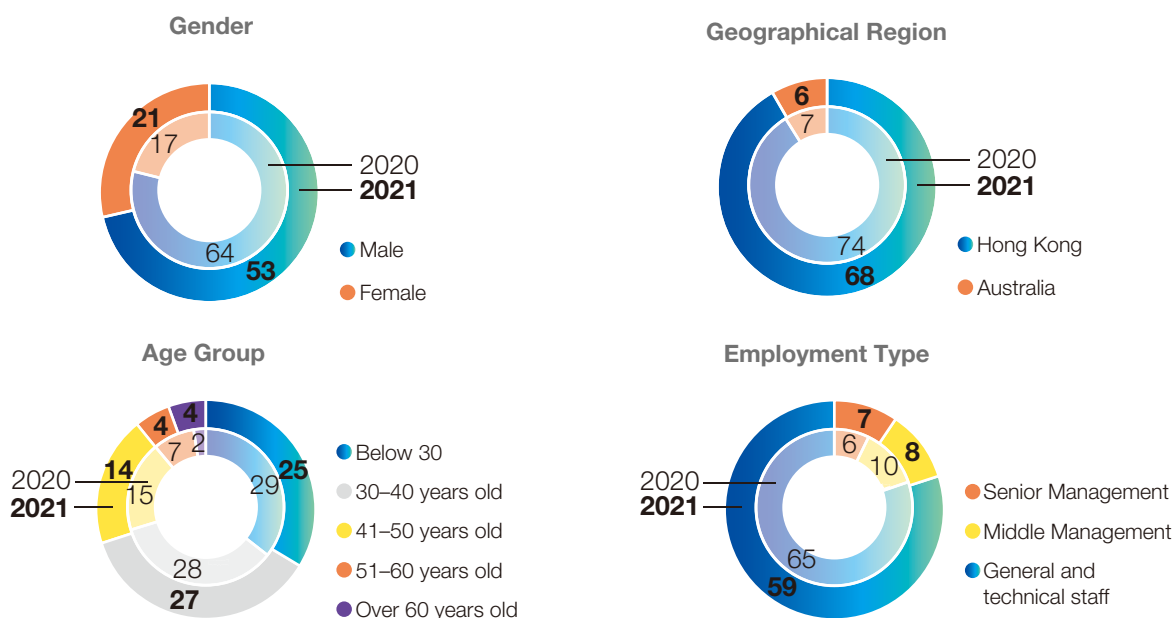 Gender
21
17
2020
2021
64
53
Male
Female
Geographical Region
6
7
2020
2021
74
68
Hong Kong
Australia
Age Group
4
4
7
2
14
15
2020
2021
25
29
28
27
Below 30
30–40 years old
41–50 years old
51–60 years old
Over 60 years old
Employment Type
7
6
8
10
2020
2021
65
59
Senior Management
Middle Management
General and
technical staff